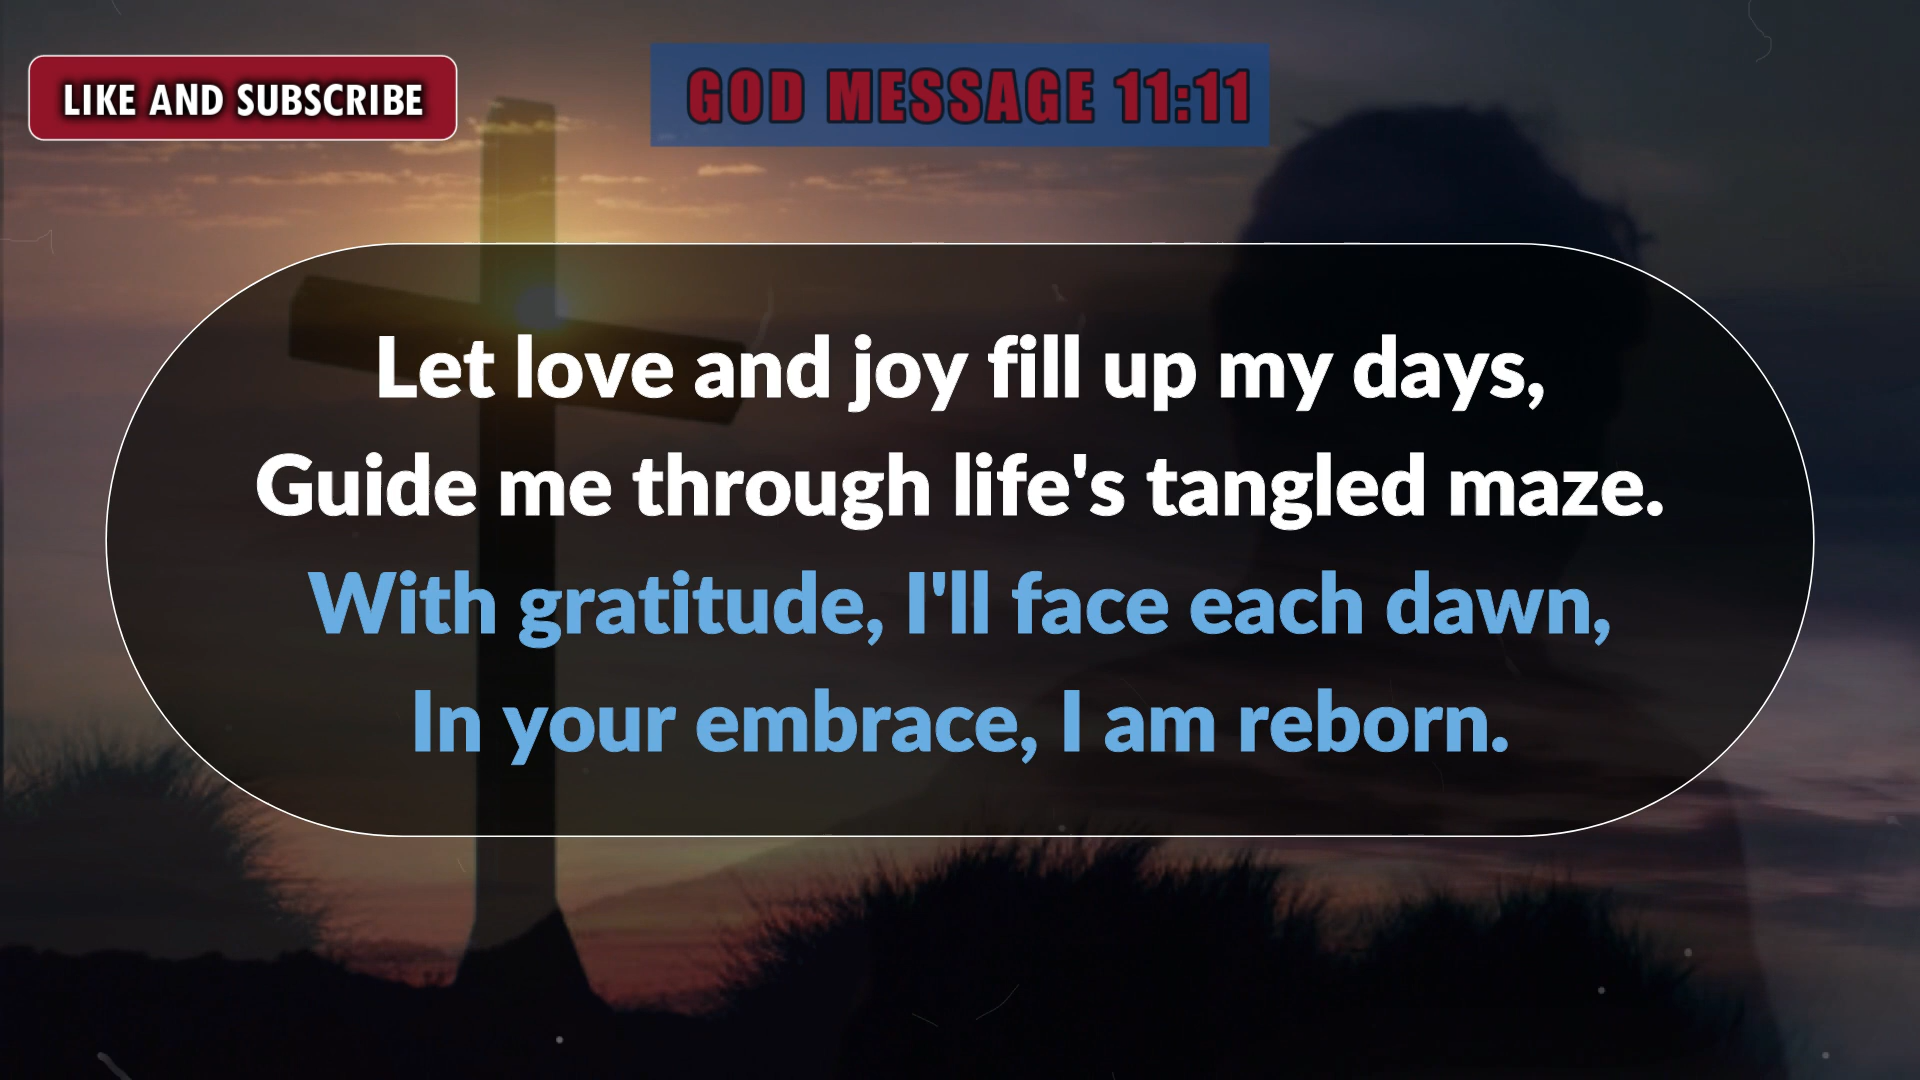 LIKE AND SUBSCRIBE
GOD MESSAGE 11:11
Let love and joy fill up my days,
Guide me through life's tangled maze.
With gratitude, I'll face each dawn,
In your embrace, I am reborn.